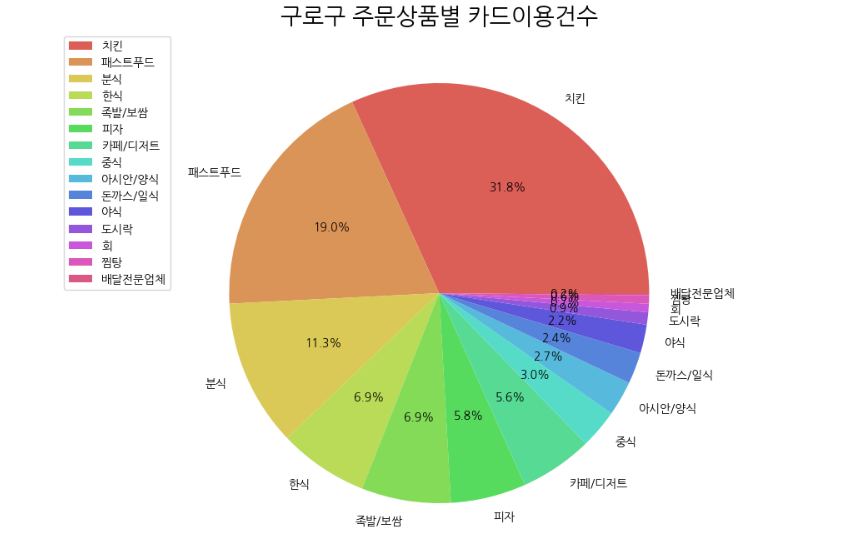 구로구 주문상품별 카드이용건수
치킨
패스트푸드
분식
한식
족발/보쌈
피자
카페/디저트
중식
아시안/양식
돈까스/일식
야식
도시락
회
찜탕
배달전문업체
치킨
31.8%
패스트푸드
19.0%
분식
11.3%
한식
6.9%
족발/보쌈
6.9%
피자
5.8%
카페/디저트
5.6%
중식
3.0%
아시안/양식
2.7%
돈까스/일식
2.4%
야식
2.2%
도시락
0.9%
회
찜탕
배달전문업체
0.2%